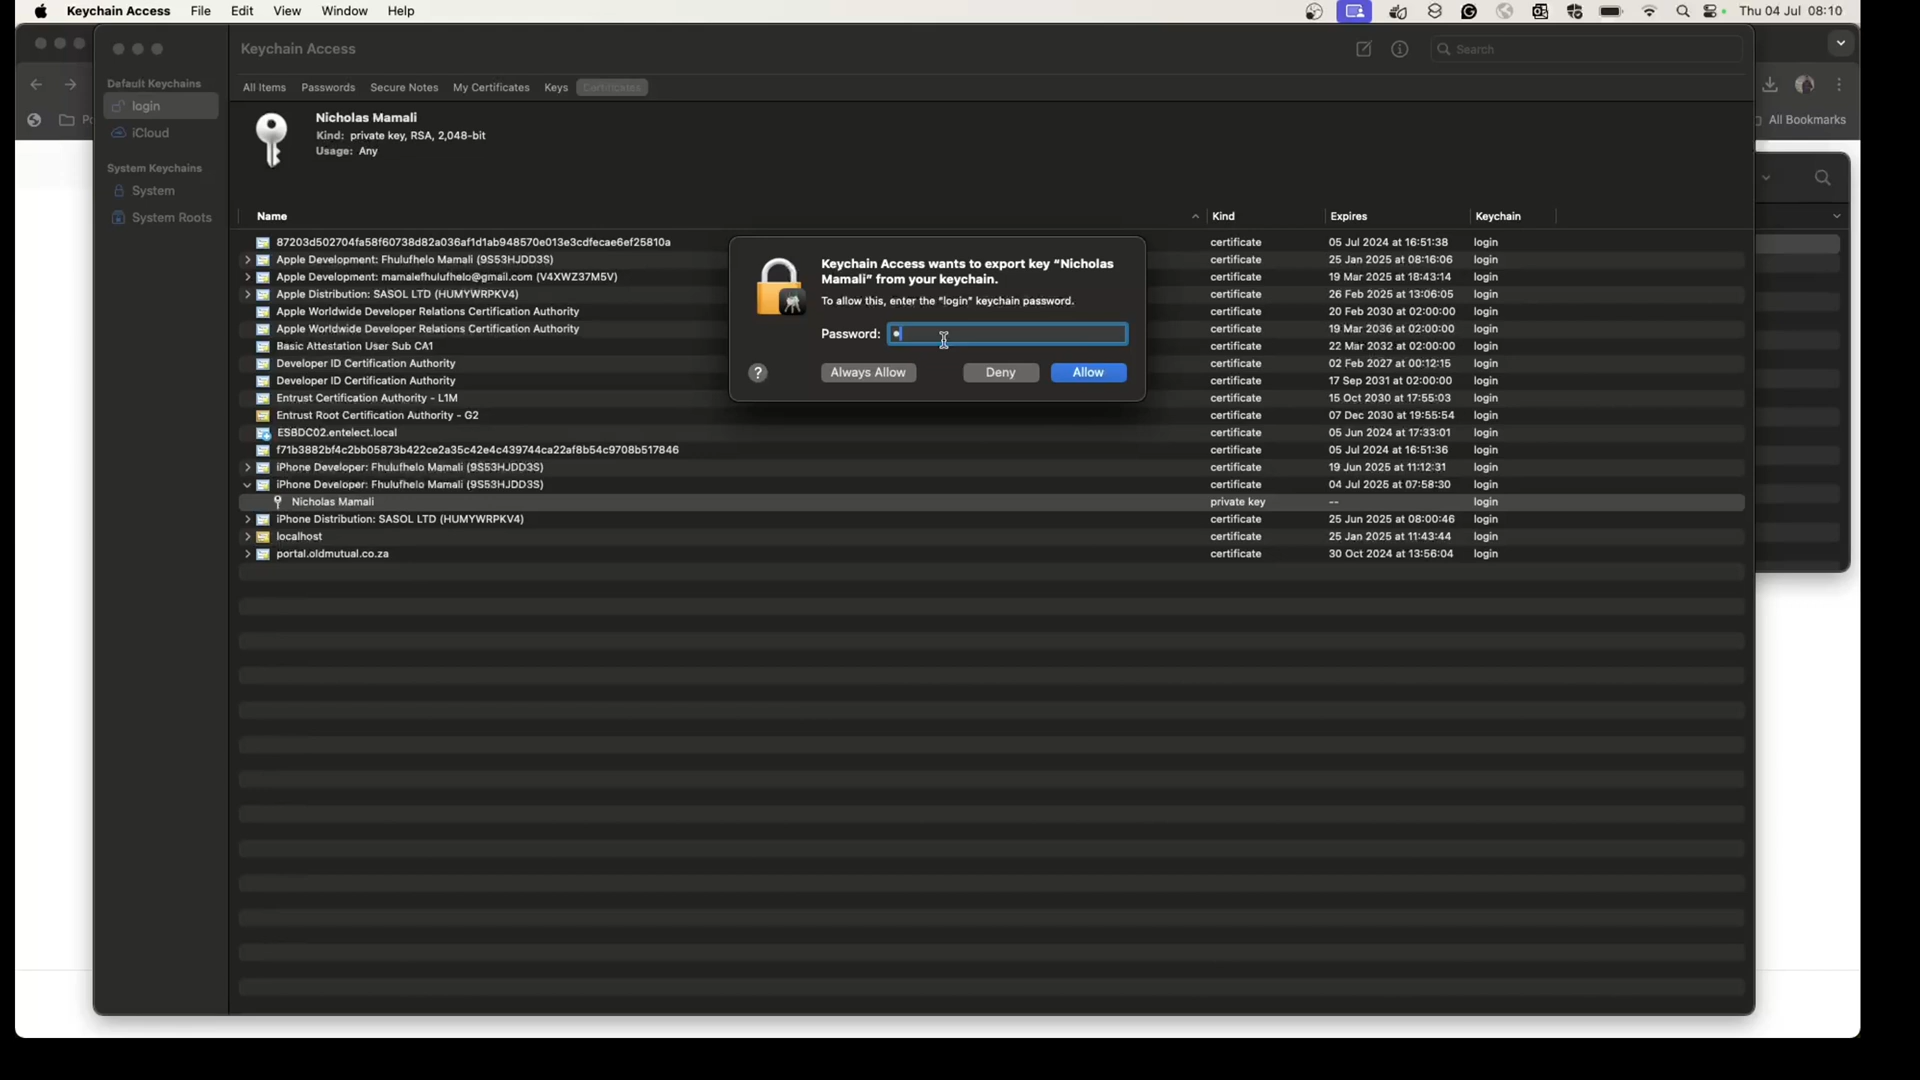 Keychain Access File Edit View Window Help
Thu 04 Jul 08:10
Keychain Access
Search
Default Keychains
login
iCloud
System Keychains
System
System Roots
All Items Passwords Secure Notes My Certificates Keys Certificates
All Bookmarks
Nicholas Mamali
Kind: private key, RSA, 2,048-bit
Usage: Any
Name Kind Expires Keychain
87203d502704fa58f60738d82a036af1d1ab948570e013e3cdfecae6ef25810a certificate 05 Jul 2024 at 16:51:38 login
Apple Development: Fhulufhelo Mamali (9S53HJDD3S) certificate 25 Jan 2025 at 08:16:06 login
Apple Development: mamalefhulufhelo@gmail.com (V4XWZ37M5V) certificate 19 Mar 2025 at 18:43:14 login
Apple Distribution: SASOL LTD (HUMYWRPKV4) certificate 26 Feb 2025 at 13:06:05 login
Apple Worldwide Developer Relations Certification Authority certificate 20 Feb 2030 at 02:00:00 login
Apple Worldwide Developer Relations Certification Authority certificate 19 Mar 2036 at 02:00:00 login
Basic Attestation User Sub CA1 certificate 22 Mar 2032 at 02:00:00 login
Developer ID Certification Authority certificate 02 Feb 2027 at 00:12:15 login
Developer ID Certification Authority certificate 17 Sep 2031 at 02:00:00 login
Entrust Certification Authority - L1M certificate 15 Oct 2030 at 17:55:03 login
Entrust Root Certification Authority - G2 certificate 07 Dec 2030 at 19:55:54 login
ESBDC02.entelect.local certificate 05 Jun 2024 at 17:33:01 login
f71b3882bf4c2bb05873b422ce2a35c42e4c439744ca22af8b54c9708b517846 certificate 05 Jul 2024 at 16:51:36 login
iPhone Developer: Fhulufhelo Mamali (9S53HJDD3S) certificate 19 Jun 2025 at 11:12:31 login
iPhone Developer: Fhulufhelo Mamali (9S53HJDD3S) certificate 04 Jul 2025 at 07:58:30 login
Nicholas Mamali private key -- login
iPhone Distribution: SASOL LTD (HUMYWRPKV4) certificate 25 Jun 2025 at 08:00:46 login
localhost certificate 25 Jan 2025 at 11:43:44 login
portal.oldmutual.co.za certificate 30 Oct 2024 at 13:56:04 login
Keychain Access wants to export key “Nicholas
Mamali” from your keychain.
To allow this, enter the "login" keychain password.
Password:
? Always Allow Deny Allow